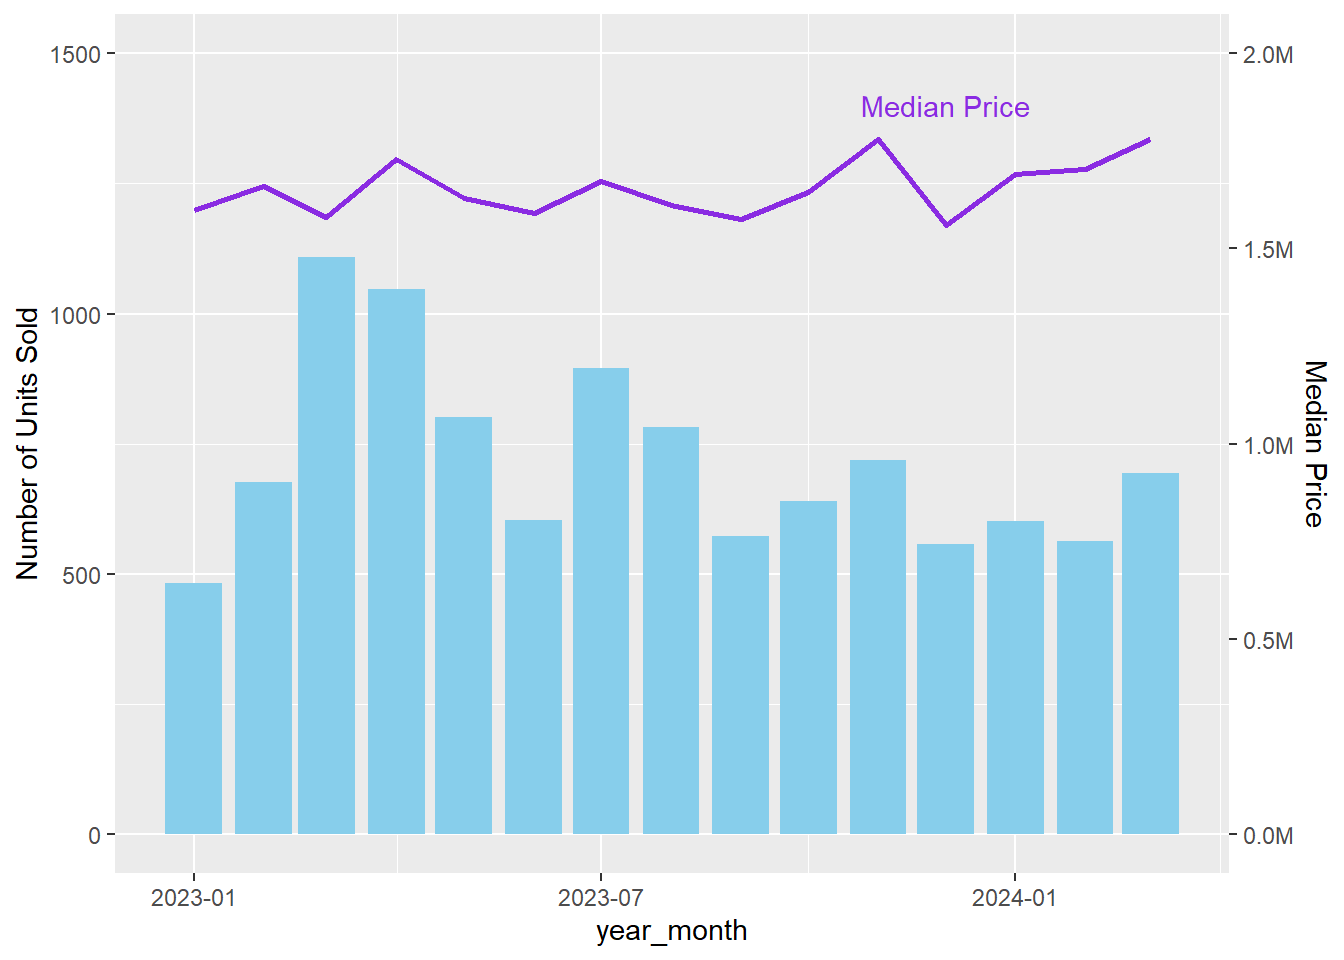 Median Price
1500
1000
500
0
Number of Units Sold
2.0M
1.5M
1.0M
0.5M
0.0M
Median Price
2023-01
2023-07
2024-01
year_month